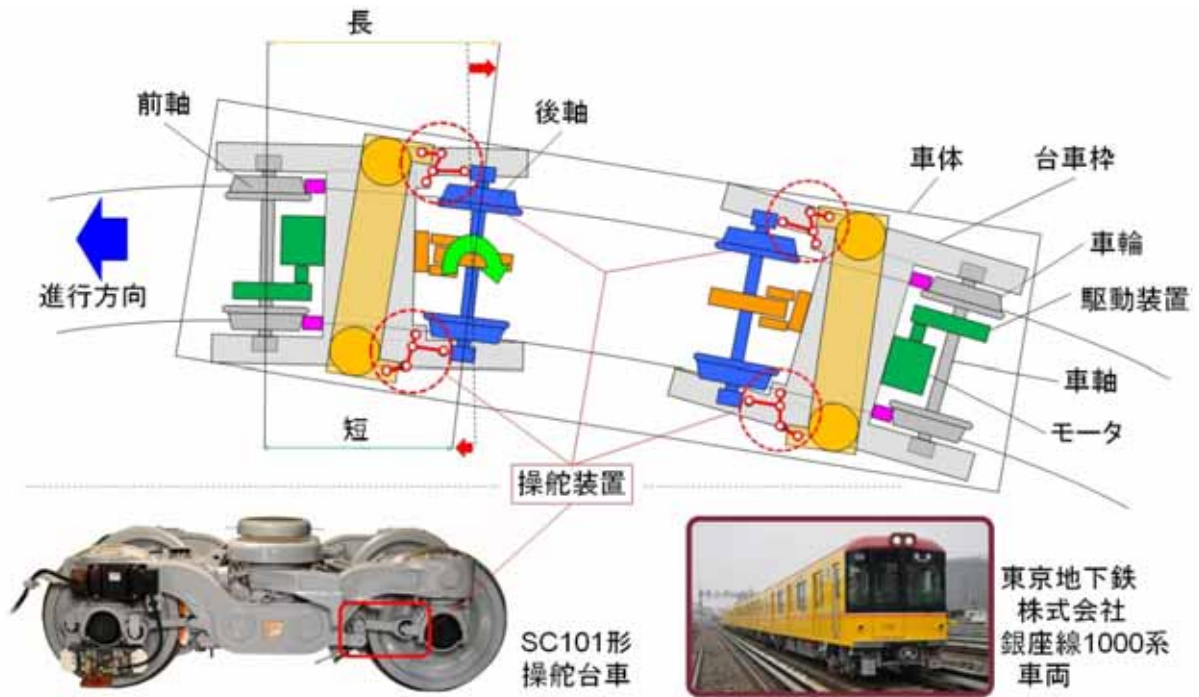 長
前軸
後軸
車体
台車枠
車輪
駆動装置
車軸
モータ
進行方向
短
操舵装置
SC101形
操舵台車
東京地下鉄
株式会社
銀座線1000系
車両